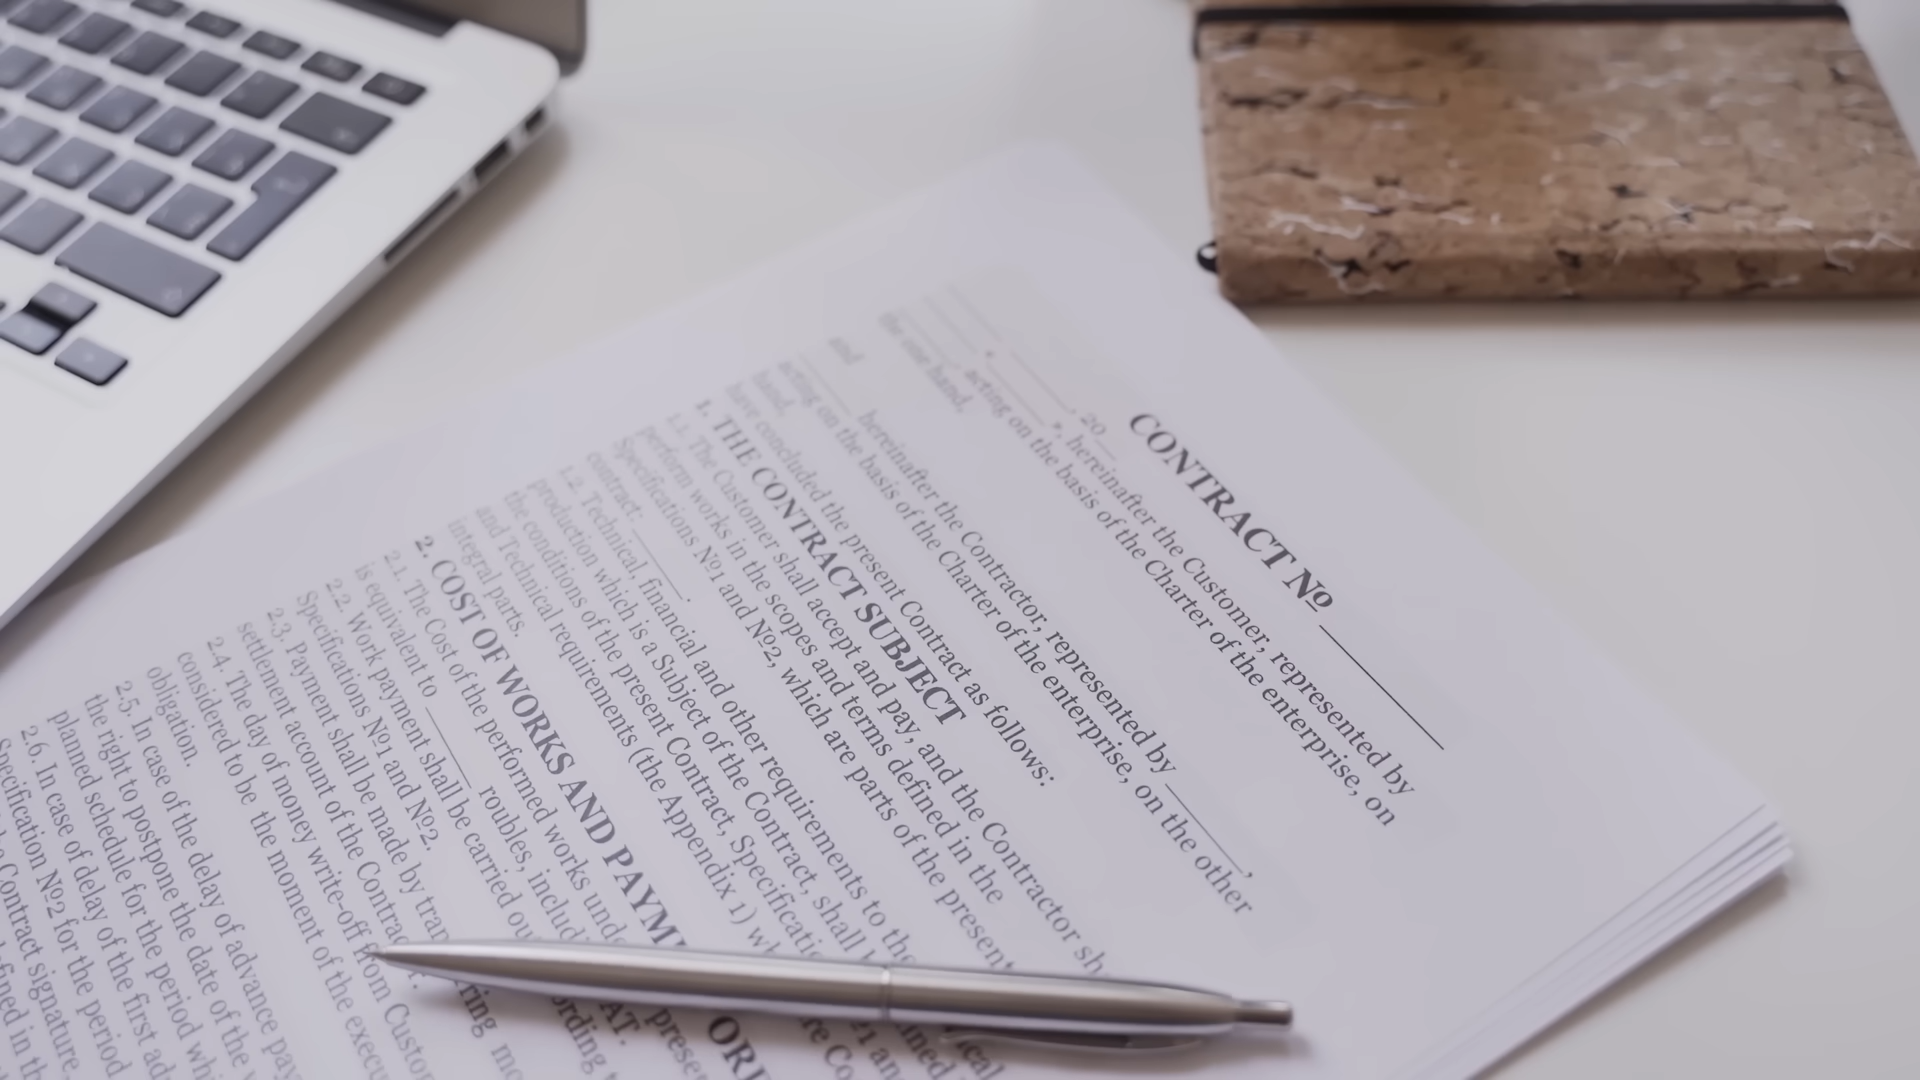 CONTRACT № ________
20__
_", hereinafter the Customer, represented by
, acting on the basis of the Charter of the enterprise, on
the one hand,
and
hereinafter the Contractor, represented by ________,
acting on the basis of the Charter of the enterprise, on the other
hand,
have concluded the present Contract as follows:
1. THE CONTRACT SUBJECT
1.1. The Customer shall accept and pay, and the Contractor sh
perform works in the scopes and terms defined in the
Specifications №1 and №2, which are parts of the present
contract: ________.
1.2. Technical, financial and other requirements to the
production which is a Subject of the Contract, shall
the conditions of the present Contract, Specificatio
and Technical requirements (the Appendix 1) wh
integral parts.
2. COST OF WORKS AND PAYM
2.1. The Cost of the performed works unde
is equivalent to ________ roubles, includ
2.2. Work payment shall be carried ou
Specifications №1 and №2.
2.3. Payment shall be made by tran
settlement account of the Contrac
2.4. The day of money write-off from Custo
considered to be the moment of the execu
obligation.
2.5. In case of the delay of advance pay
the right to postpone the date of the
planned schedule for the period whi
2.6. In case of delay of the first ad
Specification №2 for the period
Contract signature,